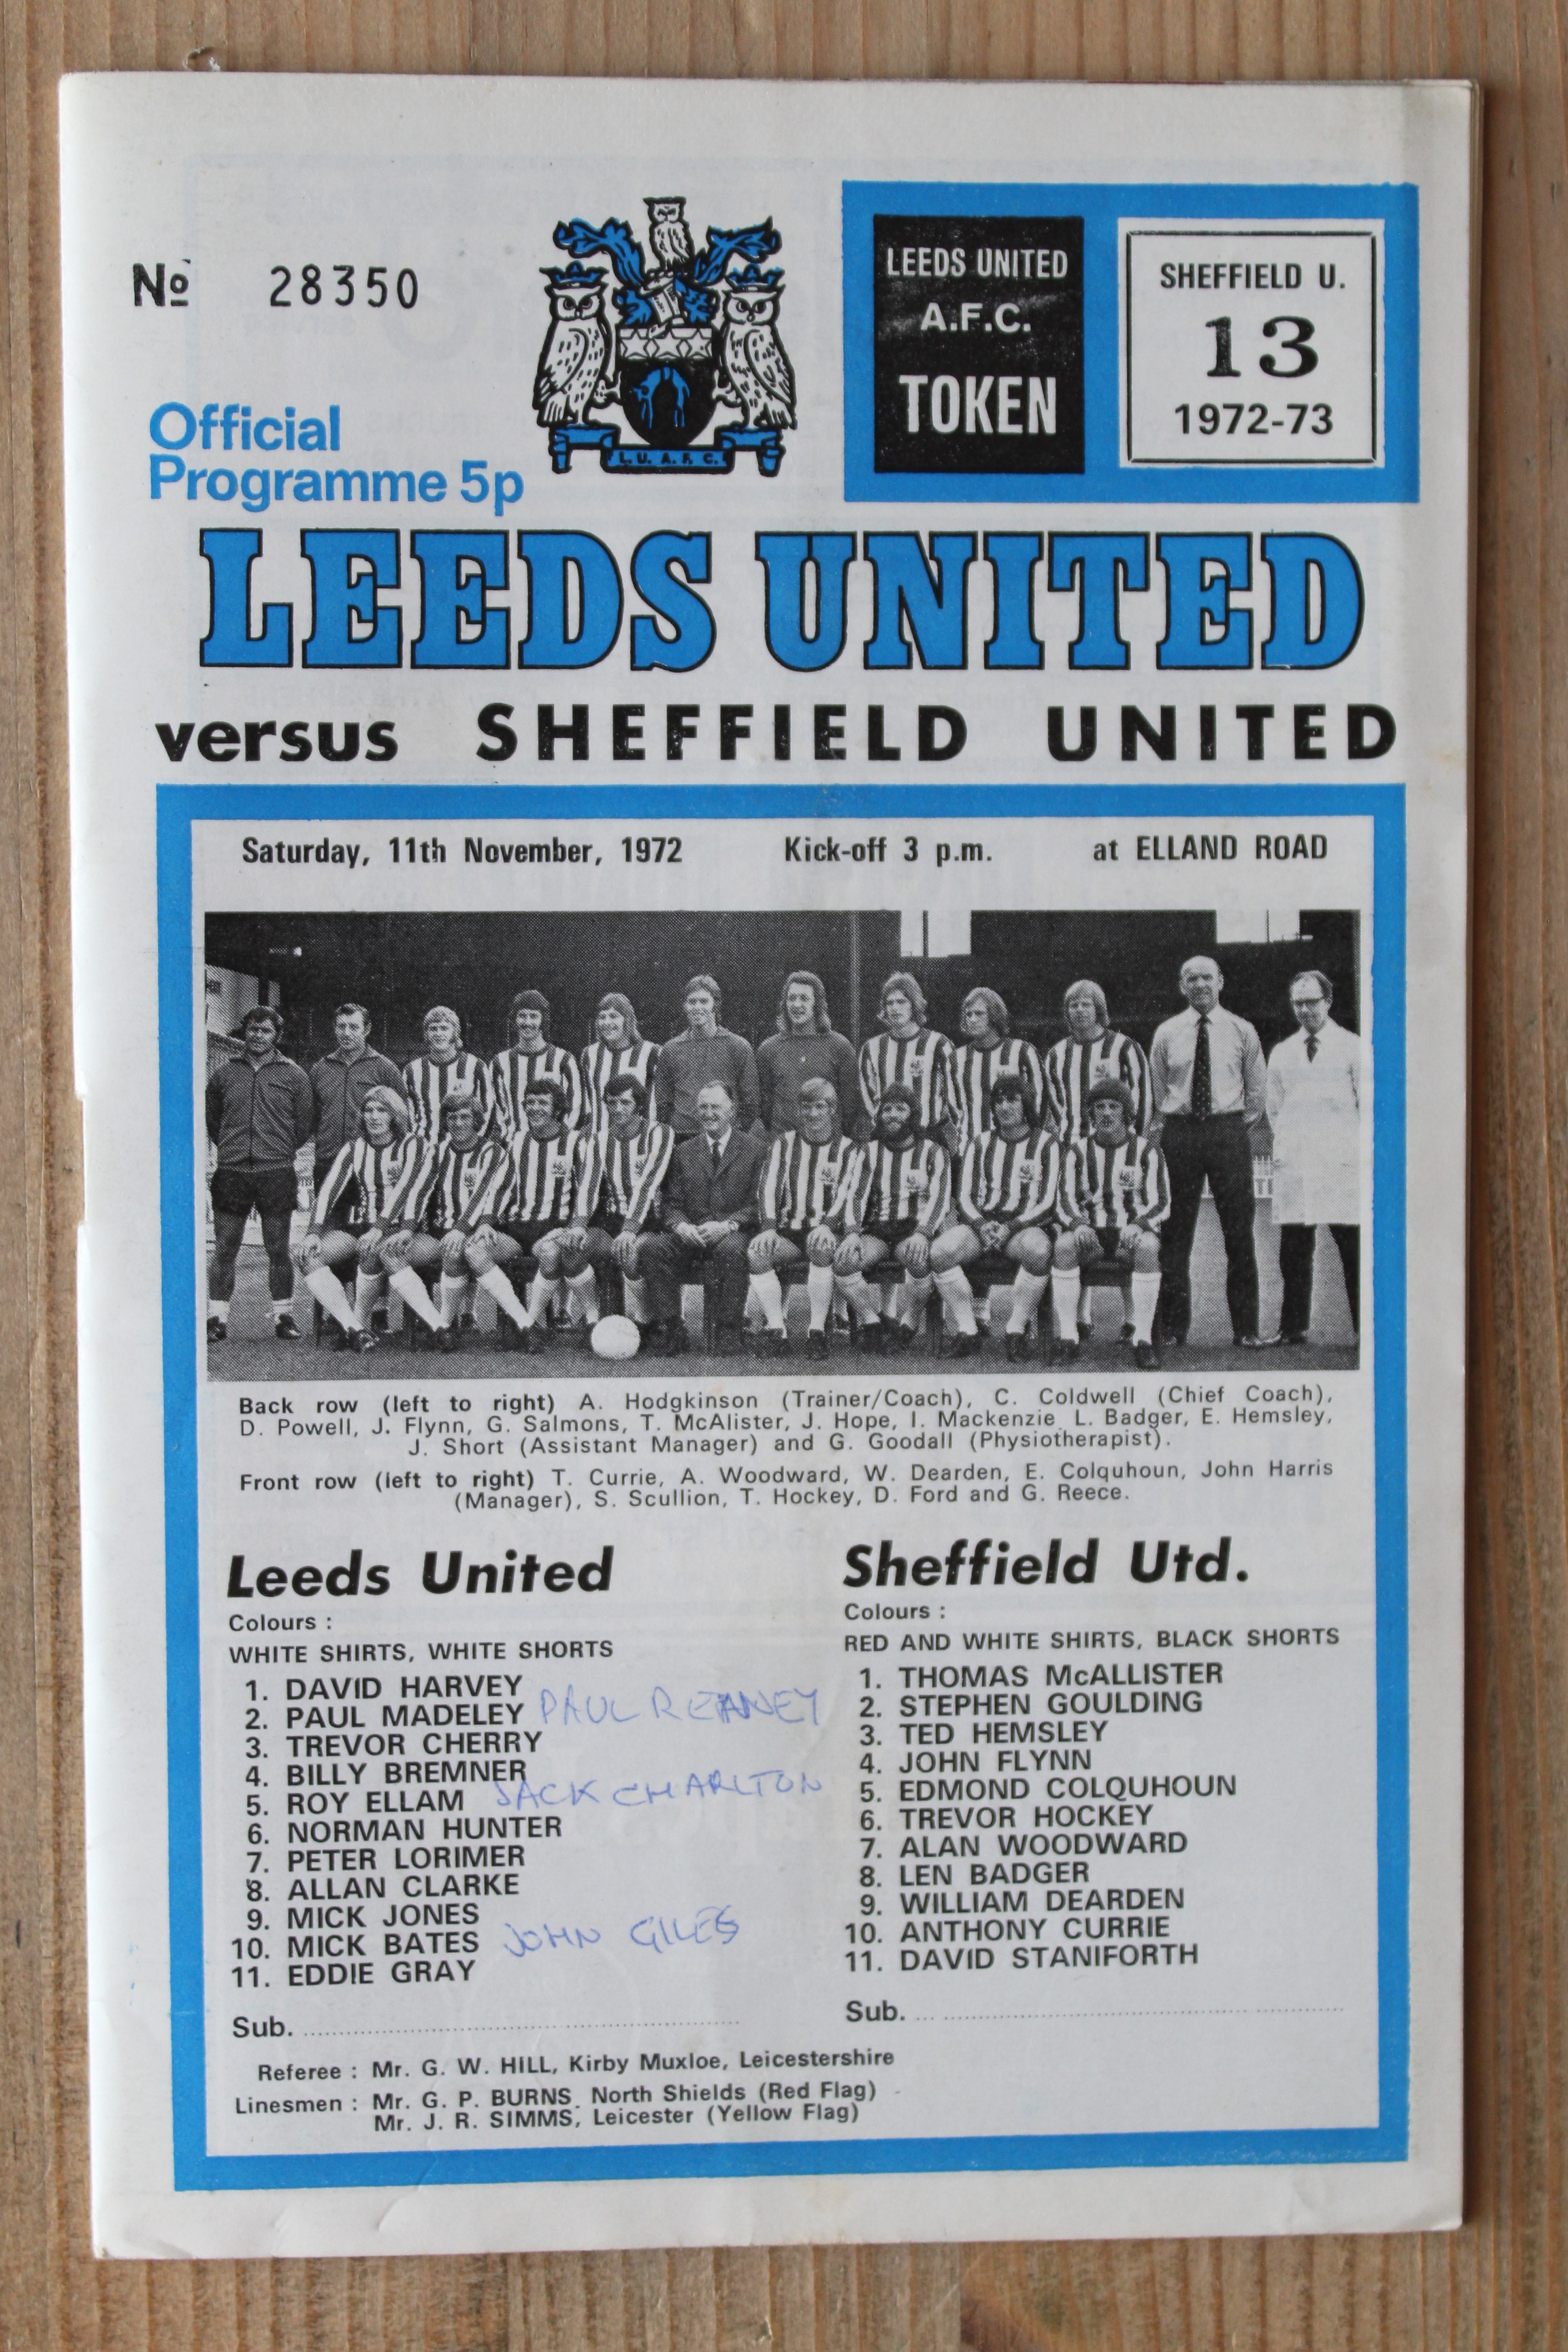 No 28350
L. U. A. F. C.
Official
Programme 5p
LEEDS UNITED
A.F.C.
TOKEN
SHEFFIELD U.
13
1972-73
LEEDS UNITED
versus SHEFFIELD UNITED
Saturday, 11th November, 1972 Kick-off 3 p.m. at ELLAND ROAD
Back row (left to right) A. Hodgkinson (Trainer/Coach), C. Coldwell (Chief Coach),
D. Powell, J. Flynn, G. Salmons, T. McAlister, J. Hope, I. Mackenzie, L. Badger, E. Hemsley,
J. Short (Assistant Manager) and G. Goodall (Physiotherapist).
Front row (left to right) T. Currie, A. Woodward, W. Dearden, E. Colquhoun, John Harris
(Manager), S. Scullion, T. Hockey, D. Ford and G. Reece.
Leeds United
Colours :
WHITE SHIRTS, WHITE SHORTS
1. DAVID HARVEY
2. PAUL MADELEY PAUL REANEY
3. TREVOR CHERRY
4. BILLY BREMNER
5. ROY ELLAM JACK CHARLTON
6. NORMAN HUNTER
7. PETER LORIMER
8. ALLAN CLARKE
9. MICK JONES
10. MICK BATES JOHN GILES
11. EDDIE GRAY
Sub.
Sheffield Utd.
Colours :
RED AND WHITE SHIRTS, BLACK SHORTS
1. THOMAS McALLISTER
2. STEPHEN GOULDING
3. TED HEMSLEY
4. JOHN FLYNN
5. EDMOND COLQUHOUN
6. TREVOR HOCKEY
7. ALAN WOODWARD
8. LEN BADGER
9. WILLIAM DEARDEN
10. ANTHONY CURRIE
11. DAVID STANIFORTH
Sub.
Referee : Mr. G. W. HILL, Kirby Muxloe, Leicestershire
Linesmen : Mr. G. P. BURNS, North Shields (Red Flag)
Mr. J. R. SIMMS, Leicester (Yellow Flag)